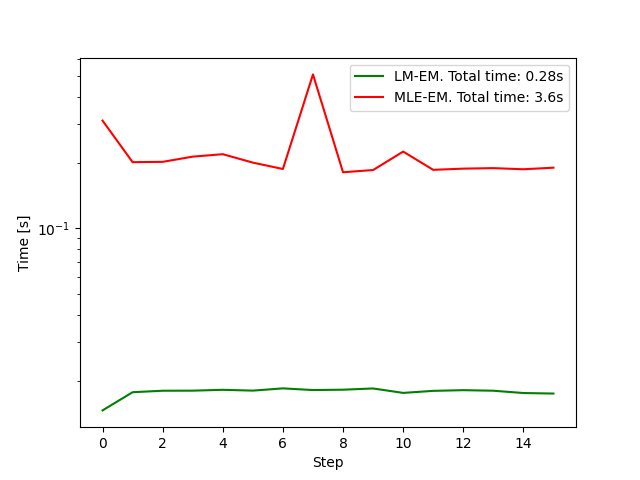 LM-EM. Total time: 0.28s
MLE-EM. Total time: 3.6s
Time [s]
10⁻¹
0 2 4 6 8 10 12 14
Step